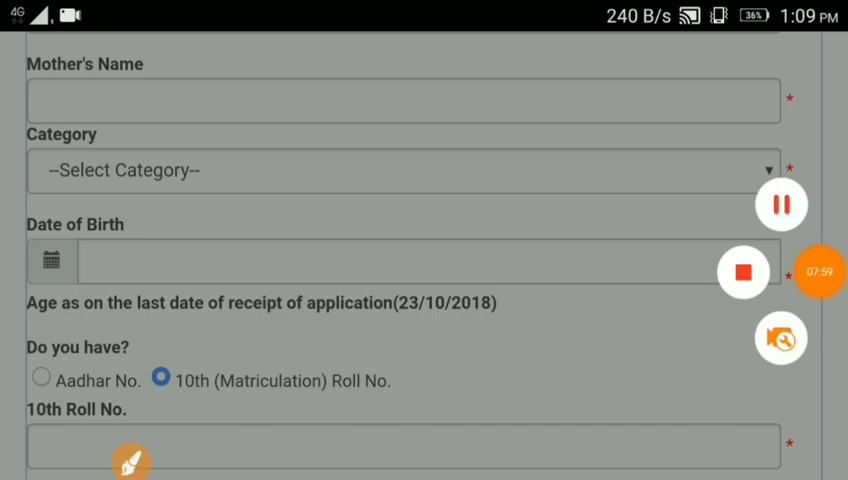 4G 240 B/s 36% 1:09 PM
Mother's Name
*
Category
--Select Category-- *
Date of Birth
*
07:59
Age as on the last date of receipt of application(23/10/2018)
Do you have?
Aadhar No. 10th (Matriculation) Roll No.
10th Roll No.
*